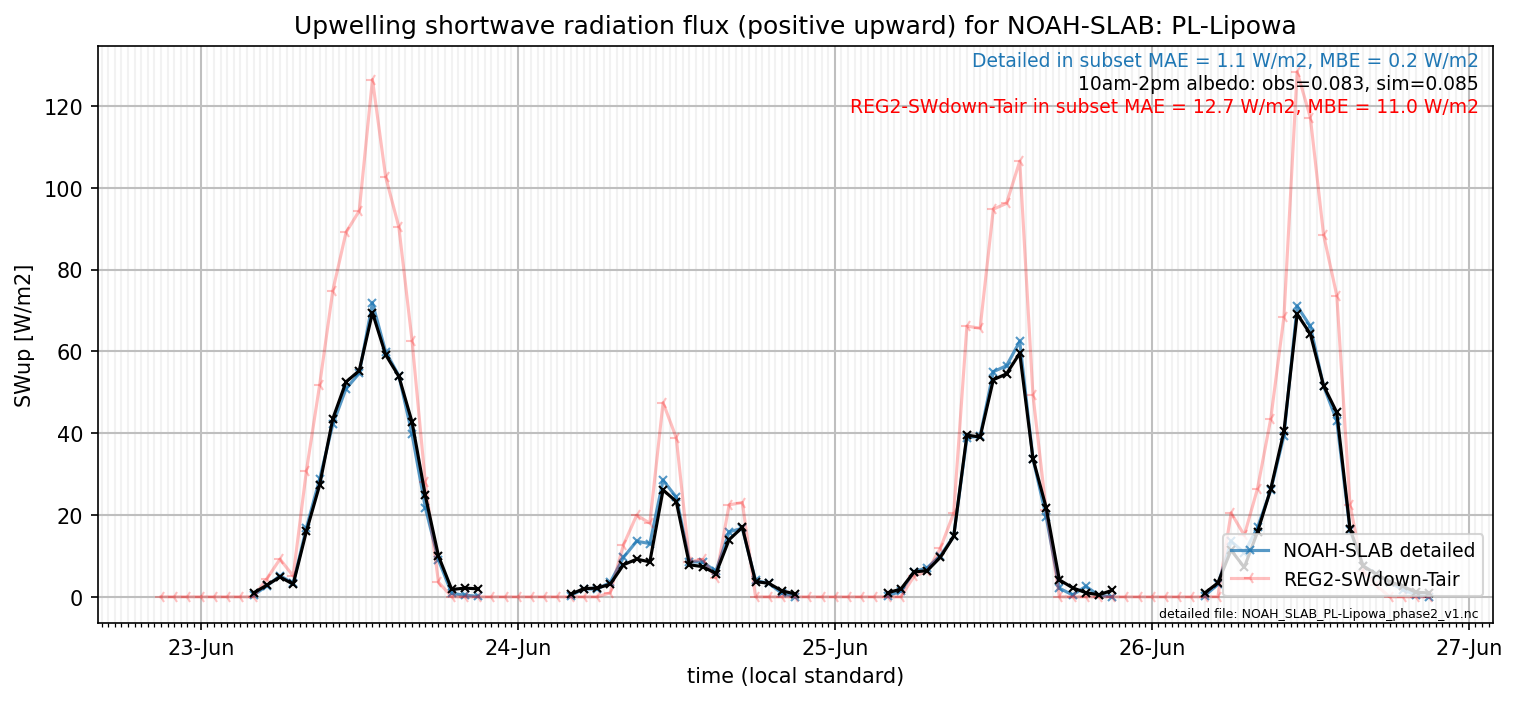 Upwelling shortwave radiation flux (positive upward) for NOAH-SLAB: PL-Lipowa
Detailed in subset MAE = 1.1 W/m2, MBE = 0.2 W/m2
10am-2pm albedo: obs=0.083, sim=0.085
REG2-SWdown-Tair in subset MAE = 12.7 W/m2, MBE = 11.0 W/m2
120
100
80
60
40
20
0
SWup [W/m2]
NOAH-SLAB detailed
REG2-SWdown-Tair
detailed file: NOAH_SLAB_PL-Lipowa_phase2_v1.nc
23-Jun
24-Jun
25-Jun
26-Jun
27-Jun
time (local standard)